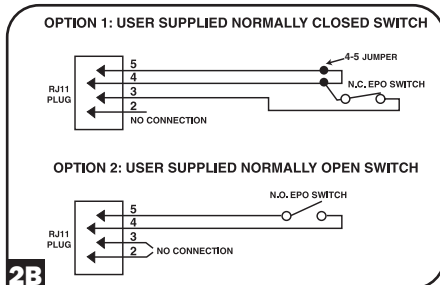 OPTION 1: USER SUPPLIED NORMALLY CLOSED SWITCH
4-5 JUMPER
5
4
N.C. EPO SWITCH
RJ11
PLUG
3
2
NO CONNECTION
OPTION 2: USER SUPPLIED NORMALLY OPEN SWITCH
N.O. EPO SWITCH
5
4
RJ11
PLUG
3
NO CONNECTION
2
2B